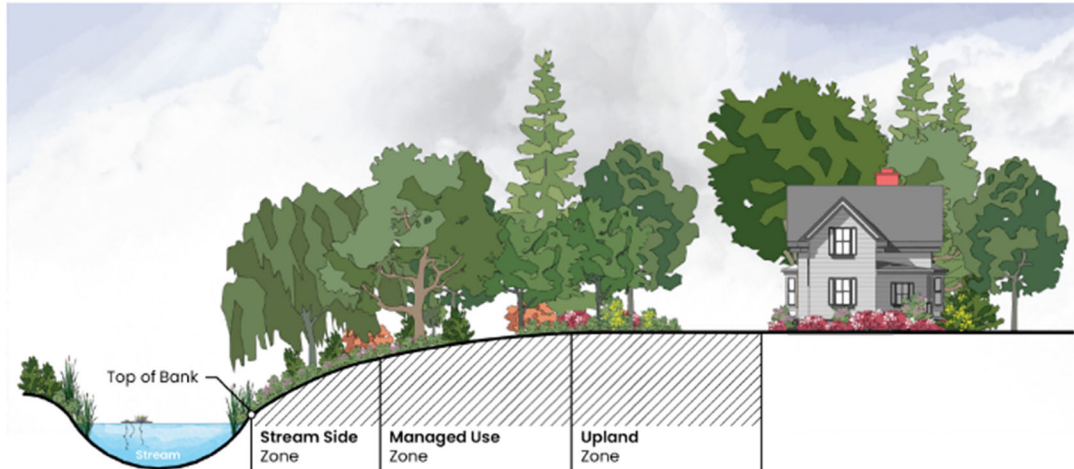 Top of Bank
Stream
Stream Side
Zone
Managed Use
Zone
Upland
Zone